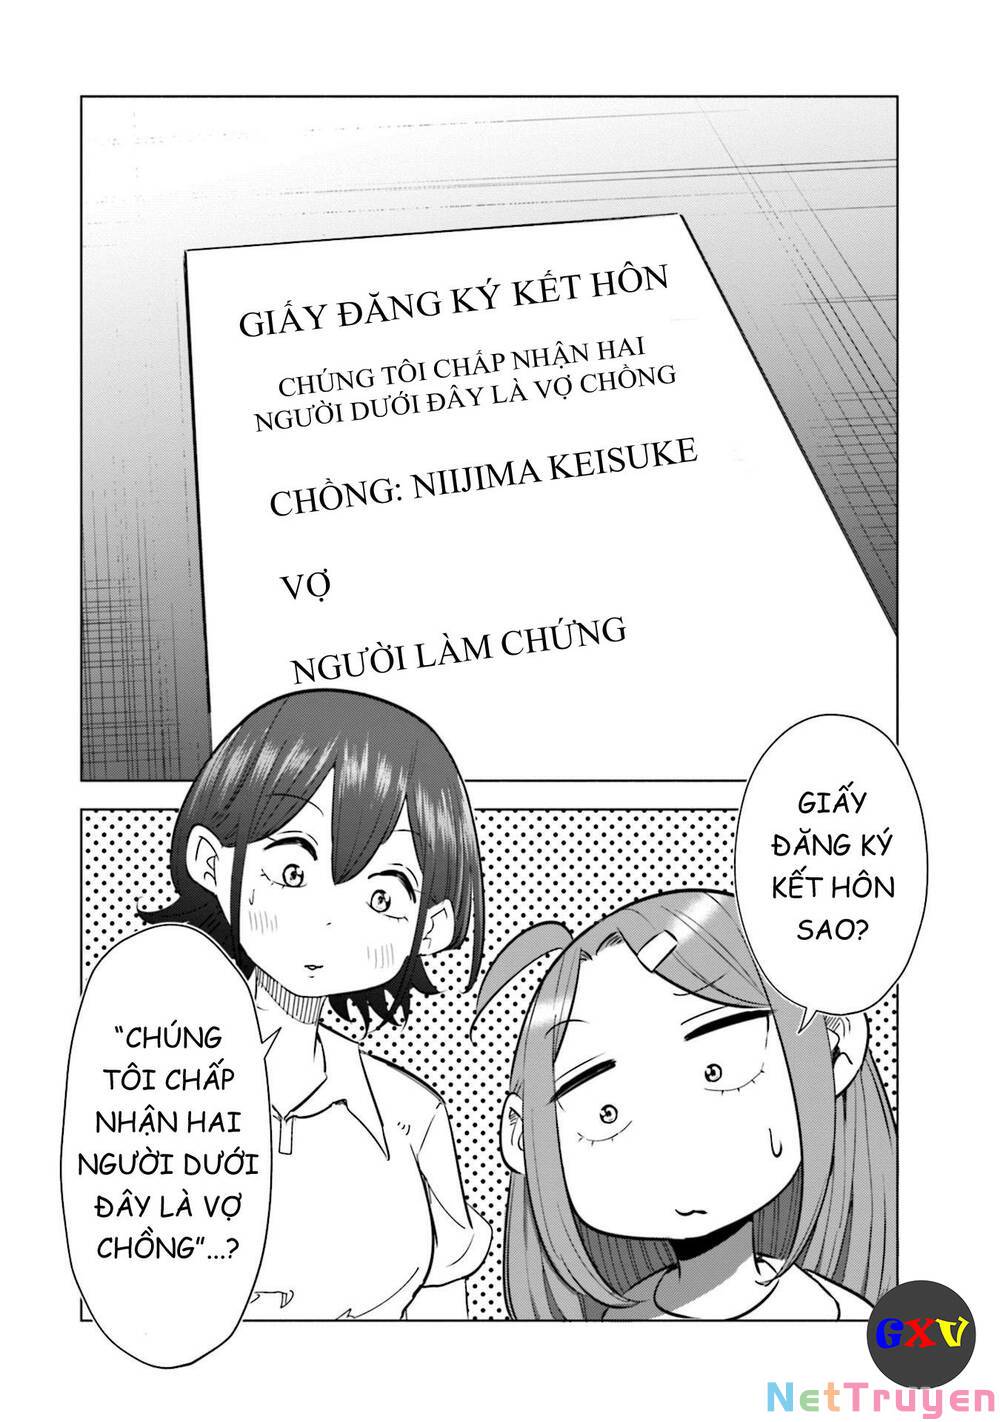 GIẤY ĐĂNG KÝ KẾT HÔN
CHÚNG TÔI CHẤP NHẬN HAI
NGƯỜI DƯỚI ĐÂY LÀ VỢ CHỒNG
CHỒNG: NIIJIMA KEISUKE
VỢ
NGƯỜI LÀM CHỨNG
GIẤY
ĐĂNG KÝ
KẾT HÔN
SAO?
“CHÚNG
TÔI CHẤP
NHẬN HAI
NGƯỜI DƯỚI
ĐÂY LÀ VỢ
CHỒNG”...?
GXV
NetTruyen